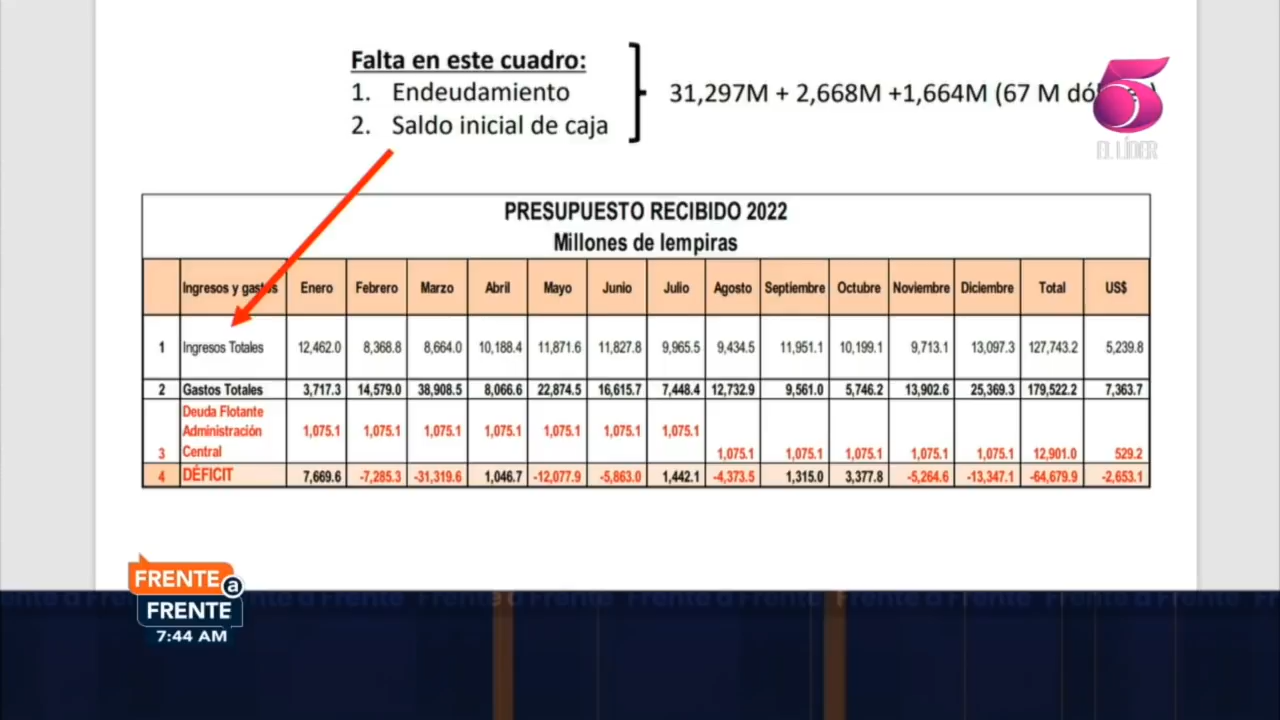 Falta en este cuadro:
1. Endeudamiento
2. Saldo inicial de caja
31,297M + 2,668M +1,664M (67 M
5
EL LÍDER
PRESUPUESTO RECIBIDO 2022
Millones de lempiras
Ingresos y gastos Enero Febrero Marzo Abril Mayo Junio Julio Agosto Septiembre Octubre Noviembre Diciembre Total US$
1 Ingresos Totales 12,462.0 8,368.8 8,664.0 10,188.4 11,871.6 11,827.8 9,965.5 9,434.5 11,951.1 10,199.1 9,713.1 13,097.3 127,743.2 5,239.8
2 Gastos Totales 3,717.3 14,579.0 38,908.5 8,066.6 22,874.5 16,615.7 7,448.4 12,732.9 9,561.0 5,746.2 13,902.6 25,369.3 179,522.2 7,363.7
Deuda Flotante
Administración 1,075.1 1,075.1 1,075.1 1,075.1 1,075.1 1,075.1 1,075.1
3 Central 1,075.1 1,075.1 1,075.1 1,075.1 1,075.1 12,901.0 529.2
4 DÉFICIT 7,669.6 -7,285.3 -31,319.6 1,046.7 -12,077.9 -5,863.0 1,442.1 -4,373.5 1,315.0 3,377.8 -5,264.6 -13,347.1 -64,679.9 -2,653.1
FRENTE a
FRENTE
7:44 AM